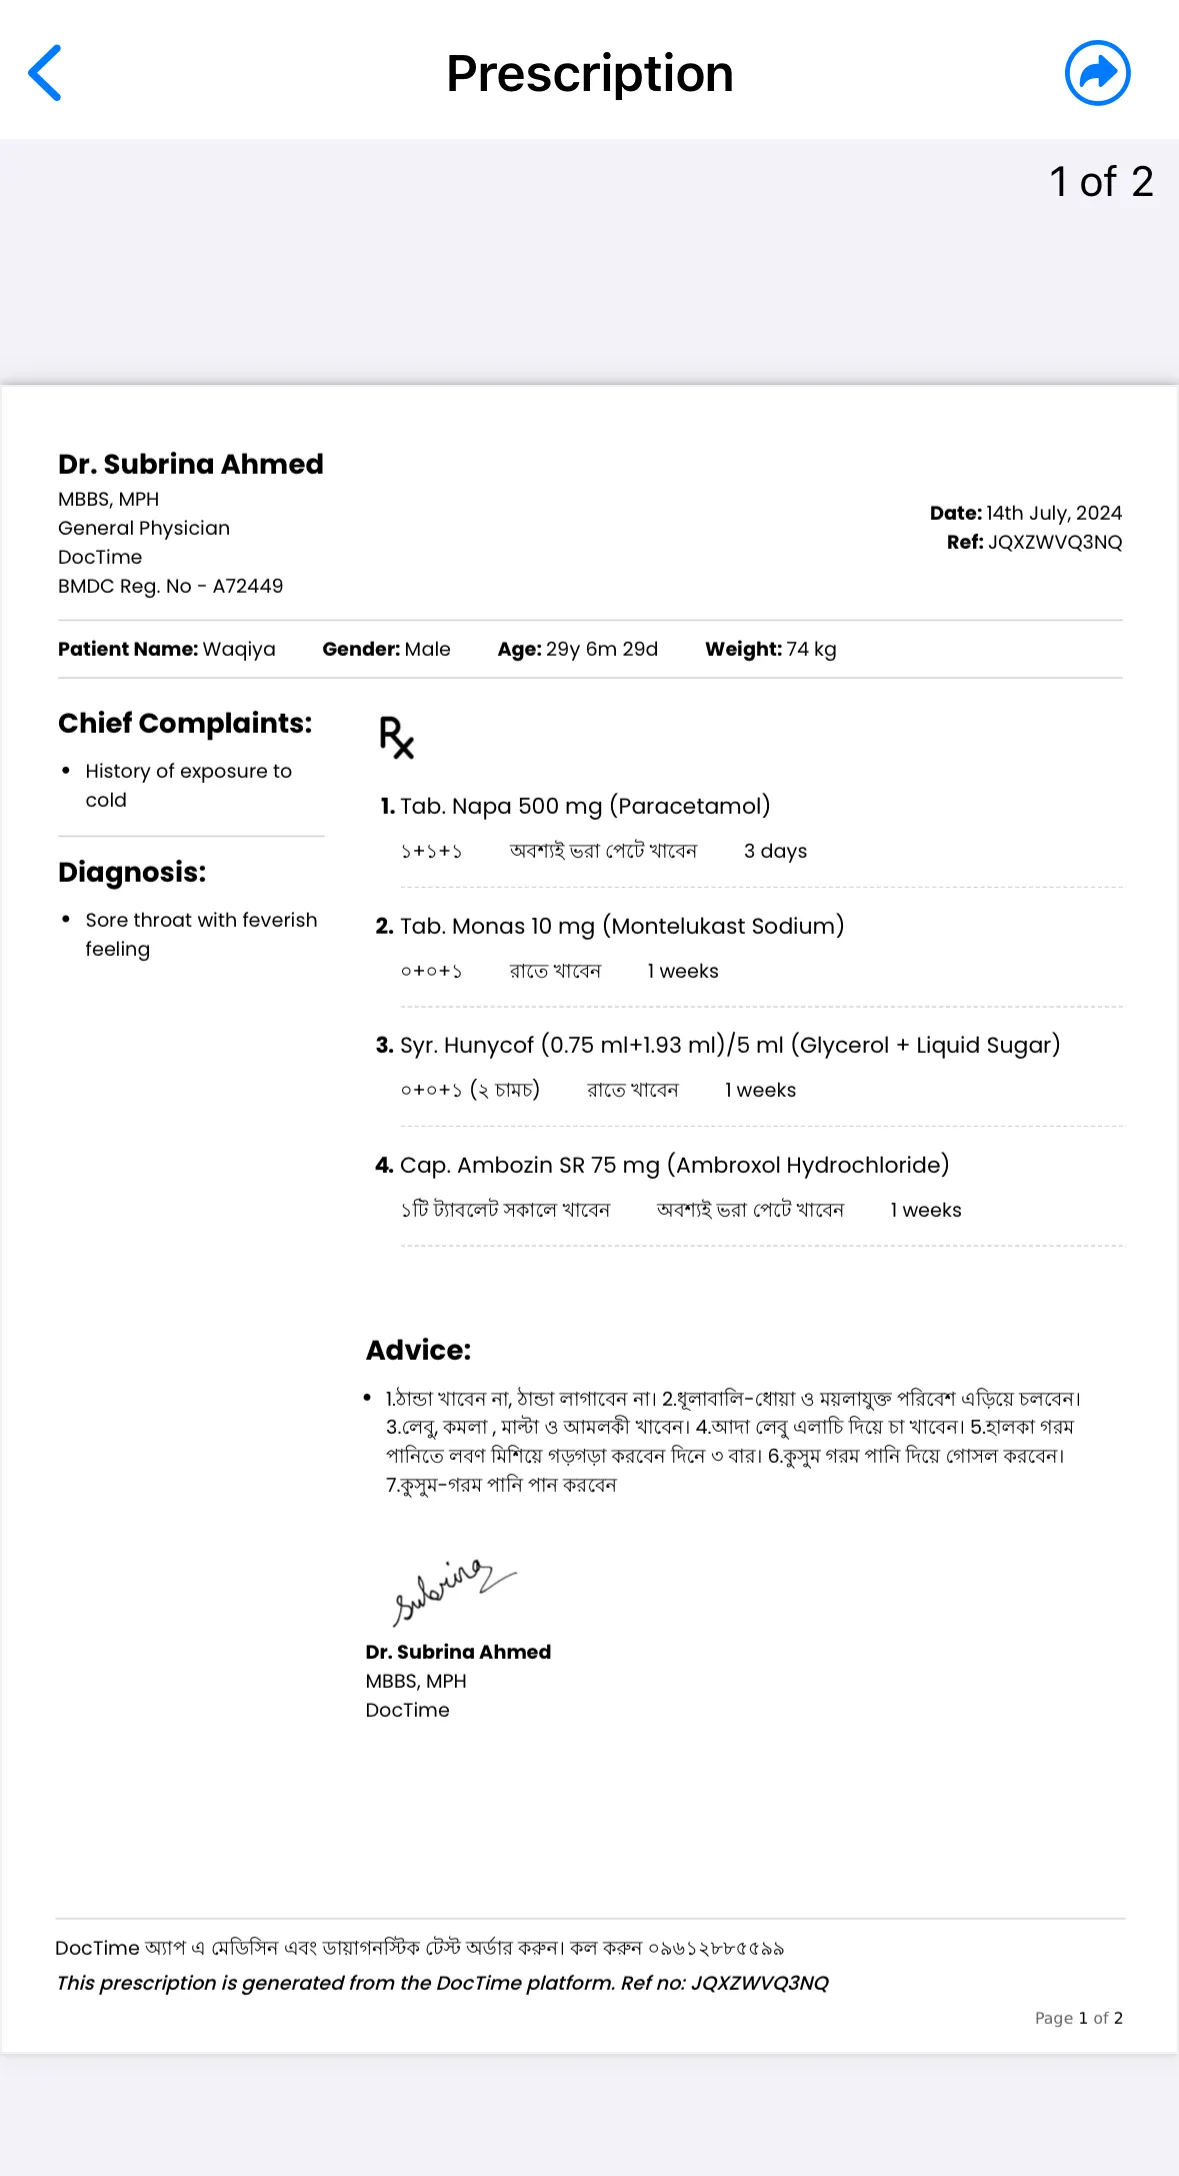 Prescription
1 of 2
Dr. Subrina Ahmed
MBBS, MPH
General Physician
DocTime
BMDC Reg. No - A72449
Date: 14th July, 2024
Ref: JQXZWVQ3NQ
Patient Name: Waqiya Gender: Male Age: 29y 6m 29d Weight: 74 kg
Chief Complaints:
• History of exposure to
cold
Diagnosis:
• Sore throat with feverish
feeling
Rx
1. Tab. Napa 500 mg (Paracetamol)
১+১+১ অবশ্যই ভরা পেটে খাবেন 3 days
2. Tab. Monas 10 mg (Montelukast Sodium)
০+০+১ রাতে খাবেন 1 weeks
3. Syr. Hunycof (0.75 ml+1.93 ml)/5 ml (Glycerol + Liquid Sugar)
০+০+১ (২ চামচ) রাতে খাবেন 1 weeks
4. Cap. Ambozin SR 75 mg (Ambroxol Hydrochloride)
১টি ট্যাবলেট সকালে খাবেন অবশ্যই ভরা পেটে খাবেন 1 weeks
Advice:
• 1.ঠান্ডা খাবেন না, ঠান্ডা লাগাবেন না। 2.ধূলাবালি-ধোয়া ও ময়লাযুক্ত পরিবেশ এড়িয়ে চলবেন।
3.লেবু, কমলা , মাল্টা ও আমলকী খাবেন। 4.আদা লেবু এলাচি দিয়ে চা খাবেন। 5.হালকা গরম
পানিতে লবণ মিশিয়ে গড়গড়া করবেন দিনে ৩ বার। 6.কুসুম গরম পানি দিয়ে গোসল করবেন।
7.কুসুম-গরম পানি পান করবেন
Subrina
Dr. Subrina Ahmed
MBBS, MPH
DocTime
DocTime অ্যাপ এ মেডিসিন এবং ডায়াগনস্টিক টেস্ট অর্ডার করুন। কল করুন ০৯৬১২৮৮৫৫৯৯
This prescription is generated from the DocTime platform. Ref no: JQXZWVQ3NQ
Page 1 of 2